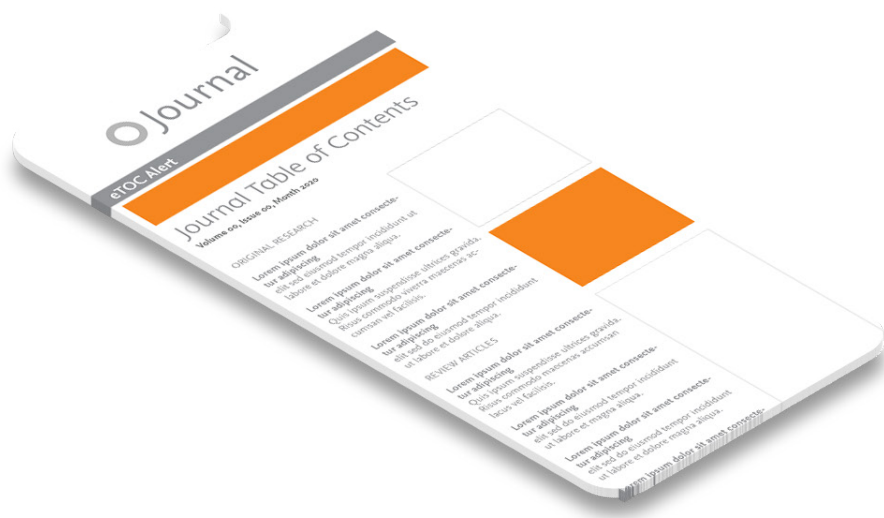 Journal
eTOC Alert
Journal Table of Contents
Volume 00, Issue 00, Month 2020
ORIGINAL RESEARCH
Lorem ipsum dolor sit amet consecte-
tur adipiscing
elit sed eiusmod tempor incididunt ut
labore et dolore magna aliqua.
Lorem ipsum dolor sit amet consecte-
tur adipiscing
Quis ipsum suspendisse ultrices gravida.
Risus commodo viverra maecenas ac-
cumsan vel facilisis.
Lorem ipsum dolor sit amet consecte-
tur adipiscing
elit sed do eiusmod tempor incididunt
ut labore et dolore aliqua.
REVIEW ARTICLES
Lorem ipsum dolor sit amet consecte-
tur adipiscing
Quis ipsum suspendisse ultrices gravida.
Risus commodo maecenas accumsan
lacus vel facilisis.
Lorem ipsum dolor sit amet consecte-
tur adipiscing
elit sed do eiusmod tempor incididunt
ut labore et magna aliqua.
Lorem ipsum dolor sit amet consecte-
tur adipiscing
elit sed do eiusmod tempor incididunt
ut labore et dolore magna aliqua.
Lorem ipsum dolor sit amet consecte-